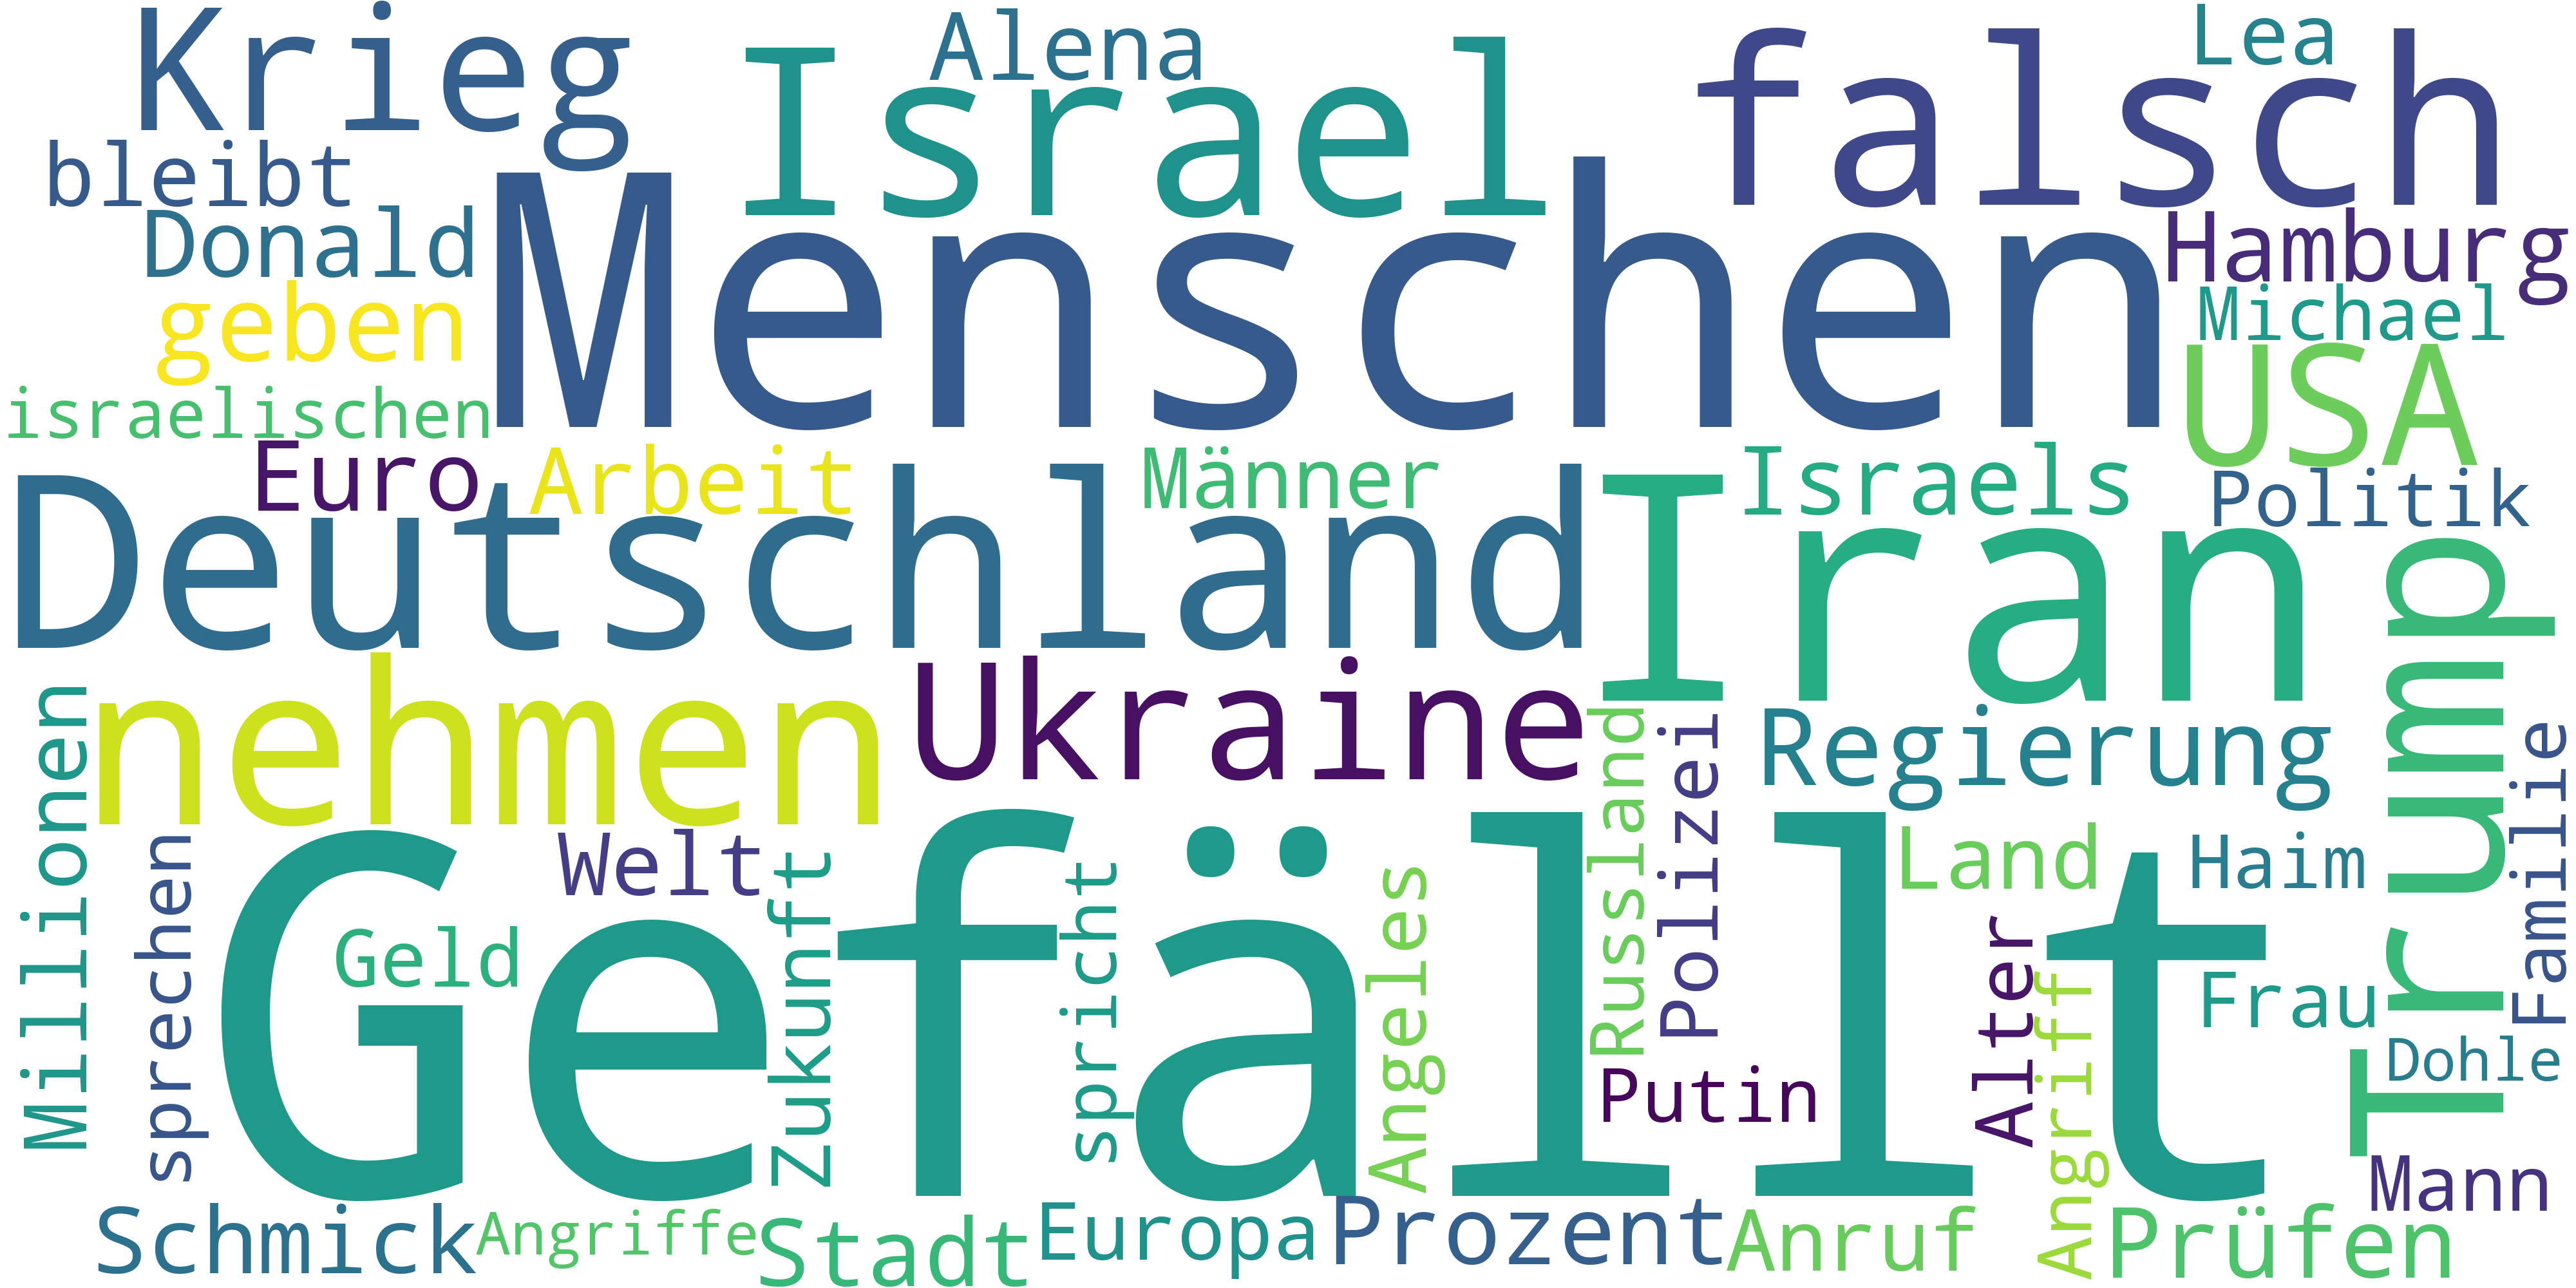 Krieg
Israel
Alena
falsch
Lea
bleibt
Donald
Menschen
Hamburg
geben
Michael
USA
israelischen
Euro
Arbeit
Männer
Israels
Politik
Deutschland
Iran
Trump
nehmen
Ukraine
Millionen
Russland
Polizei
Regierung
Familie
sprechen
Welt
Zukunft
Geld
Gefällt
spricht
Angeles
Putin
Land
Haim
Alter
Angriff
Frau
Dohle
Mann
Schmick
Angriffe
Stadt
Europa
Prozent
Anruf
Prüfen